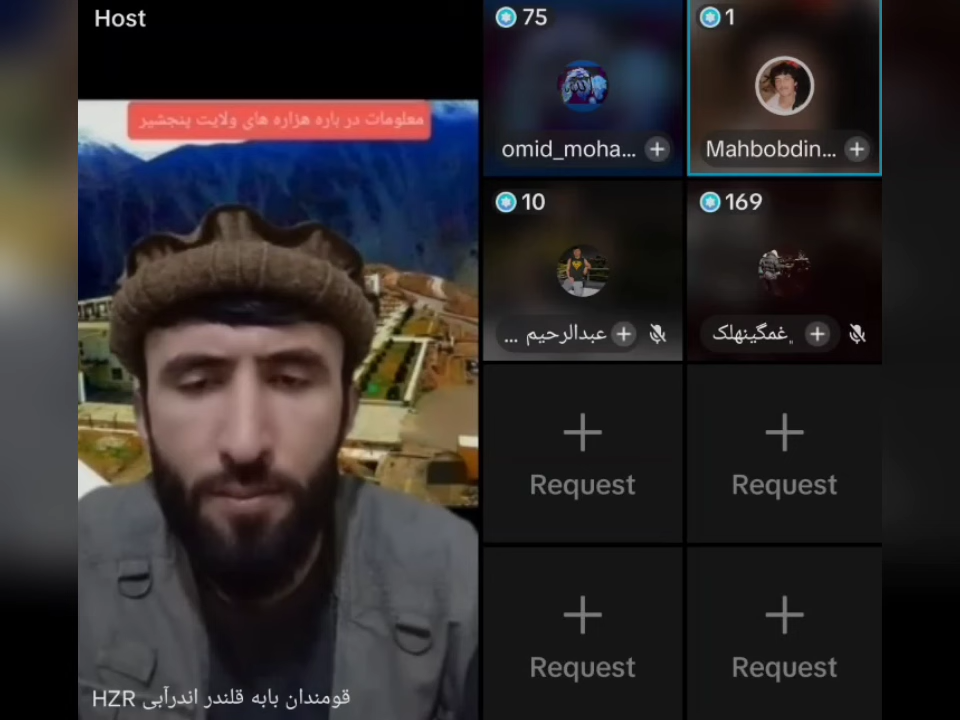 Host
معلومات در باره هزاره های ولایت پنجشیر
قومندان بابه قلندر اندرآبی HZR
75
omid_moha...
1
Mahbobdin...
10
عبدالرحیم ...
169
غمگینهلک
Request
Request
Request
Request